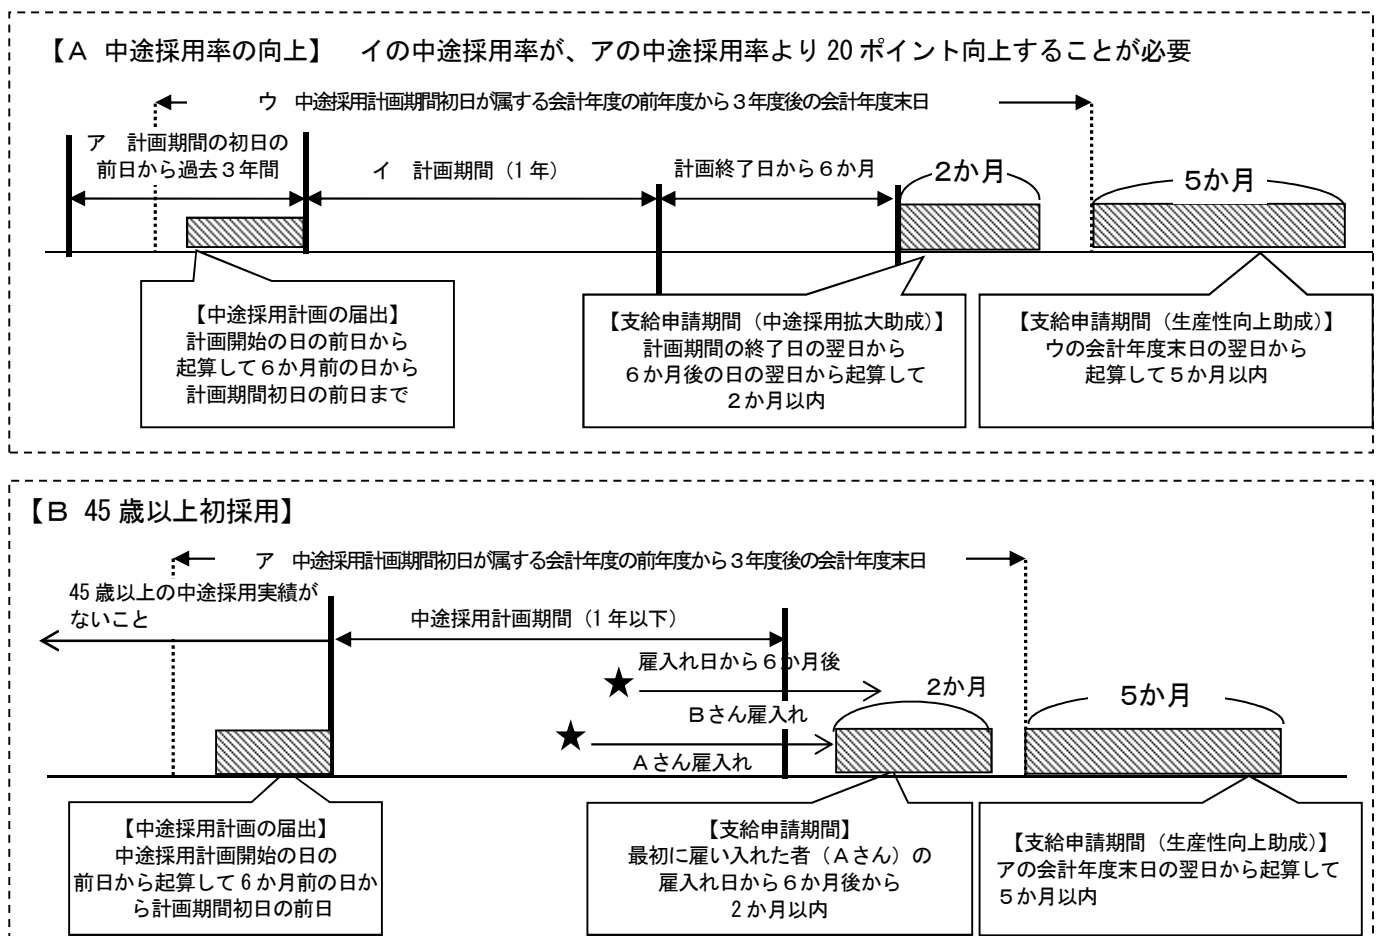 【A 中途採用率の向上】 イの中途採用率が、アの中途採用率より20ポイント向上することが必要
ウ 中途採用計画期間初日が属する会計年度の前年度から３年度後の会計年度末日
ア 計画期間の初日の
前日から過去３年間
イ 計画期間（１年）
計画終了日から６か月
２か月
５か月
【中途採用計画の届出】
計画開始の日の前日から
起算して６か月前の日から
計画期間初日の前日まで
【支給申請期間（中途採用拡大助成）】
計画期間の終了日の翌日から
６か月後の日の翌日から起算して
２か月以内
【支給申請期間（生産性向上助成）】
ウの会計年度末日の翌日から
起算して５か月以内
【Ｂ 45歳以上初採用】
ア 中途採用計画期間初日が属する会計年度の前年度から３年度後の会計年度末日
45歳以上の中途採用実績が
ないこと
中途採用計画期間（１年以下）
雇入れ日から６か月後
★
Ｂさん雇入れ
★
Ａさん雇入れ
２か月
５か月
【中途採用計画の届出】
中途採用計画開始の日の
前日から起算して6か月前の日か
ら計画期間初日の前日
【支給申請期間】
最初に雇い入れた者（Ａさん）の
雇入れ日から６か月後から
２か月以内
【支給申請期間（生産性向上助成）】
アの会計年度末日の翌日から起算して
５か月以内